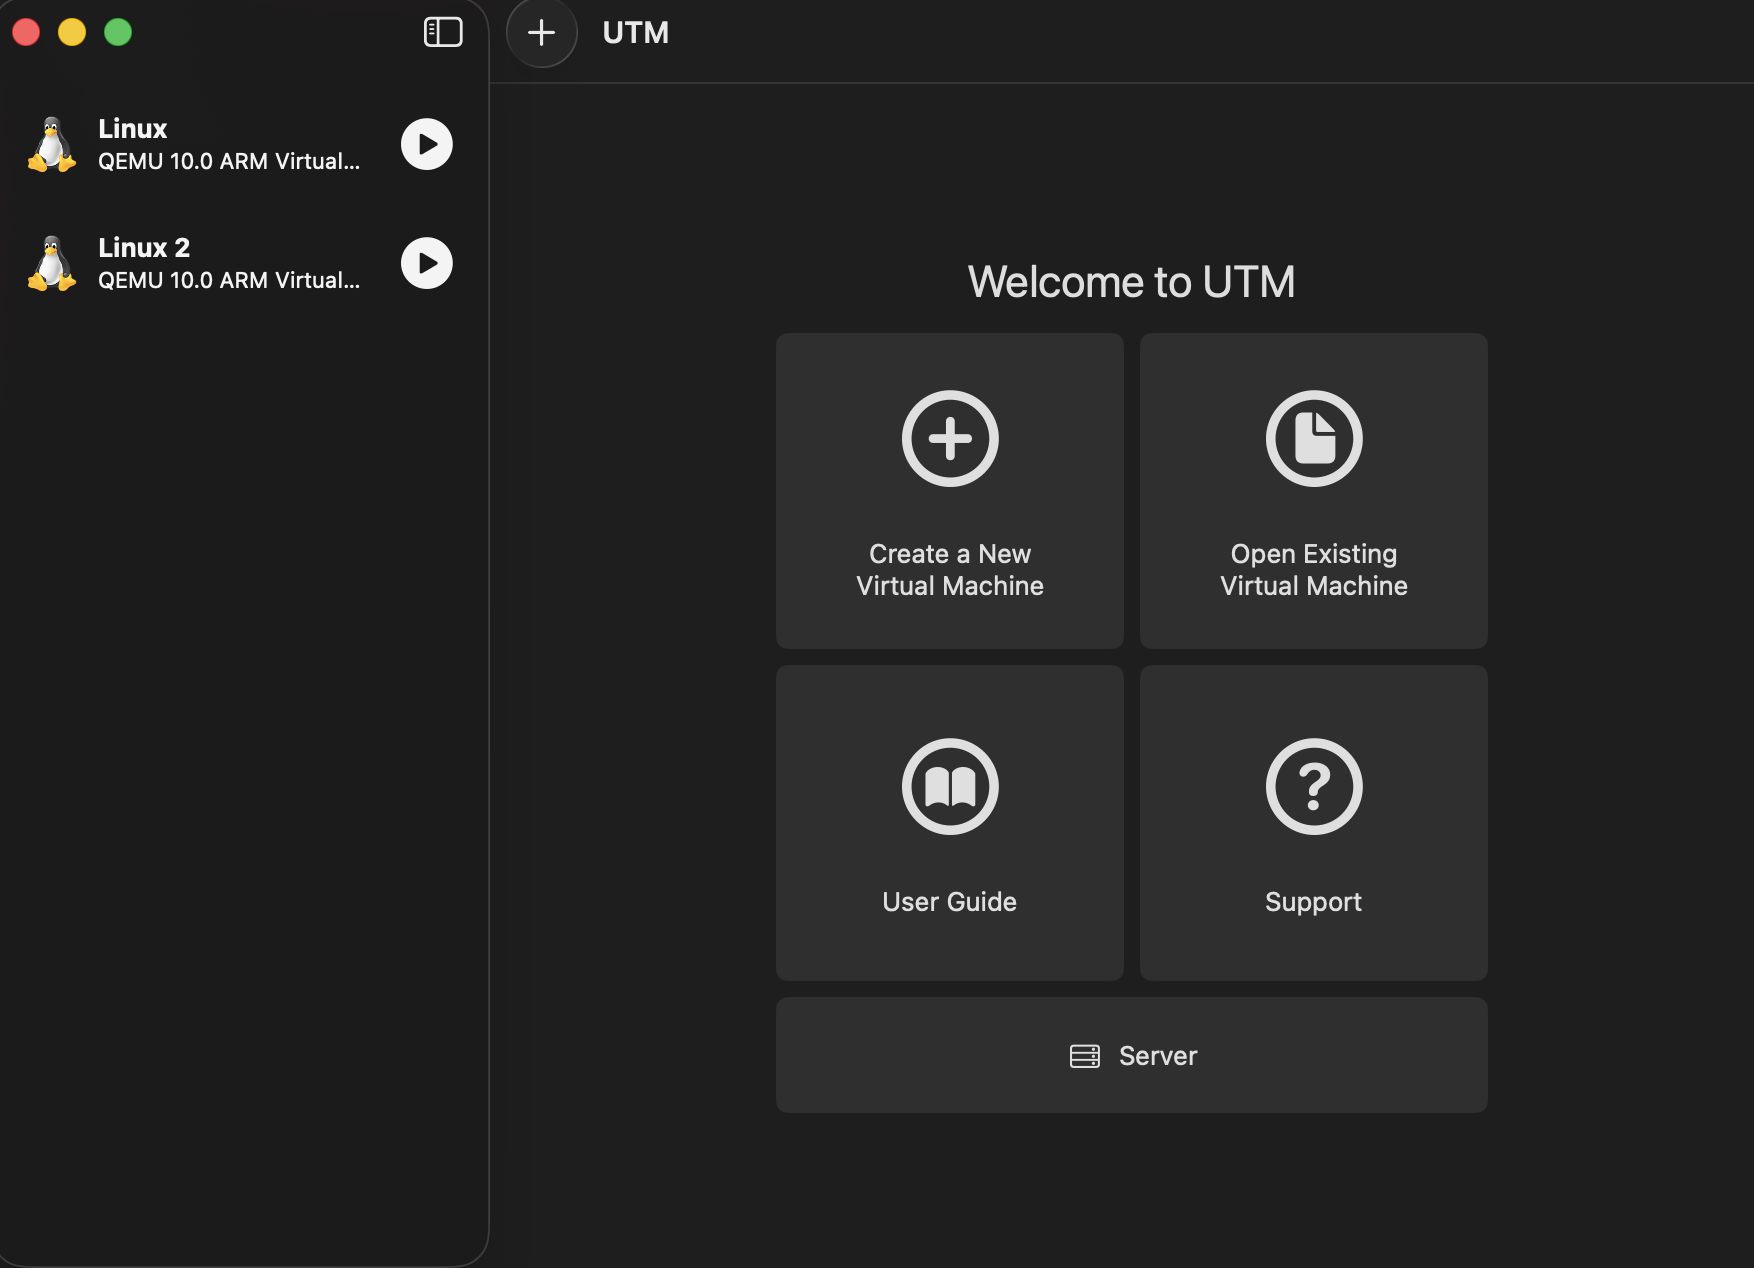 UTM
Linux
QEMU 10.0 ARM Virtual...
Linux 2
QEMU 10.0 ARM Virtual...
Welcome to UTM
Create a New
Virtual Machine
Open Existing
Virtual Machine
User Guide
Support
Server